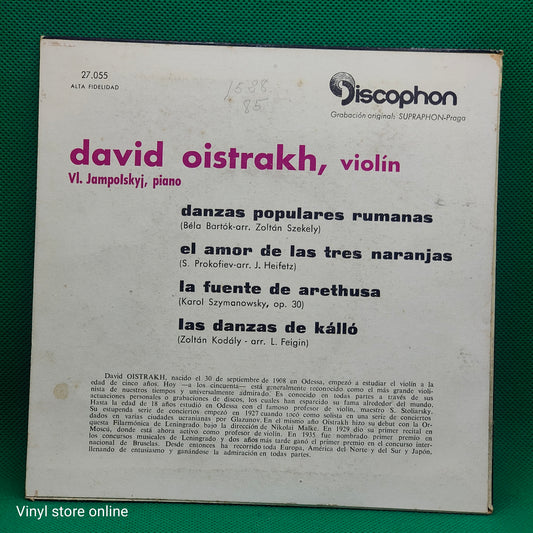 27.055
ALTA FIDELIDAD
1588
85
Discophon
Grabación original: SUPRAPHON-Praga
david oistrakh, violín
Vl. Jampolskyj, piano
danzas populares rumanas
(Béla Bartók-arr. Zoltán Szekely)
el amor de las tres naranjas
(S. Prokofiev-arr. J. Heifetz)
la fuente de arethusa
(Karol Szymanowsky, op. 30)
las danzas de kálló
(Zoltán Kodály - arr. L. Feigin)
David OISTRAKH, nacido el 30 de septiembre de 1908 en Odessa, empezó a estudiar el violín a la
edad de cinco años. Hoy —a los cincuenta— está generalmente reconocido como el más grande violi-
nista de nuestros tiempos y universalmente admirado. Es conocido en todas partes a través de sus
actuaciones personales o grabaciones de discos, los cuales han esparcido su fama alrededor del mundo.
Hasta la edad de 18 años estudió en Odessa con el famoso profesor de violín, maestro S. Stoliarsky.
Su estupenda serie de conciertos empezó en 1927 cuando tocó como solista en una serie de conciertos
dados en varias ciudades ucranianas por Glazunov. En el mismo año Oistrakh hizo su debut con la Or-
questa Filarmónica de Leningrado bajo la dirección de Nikolai Malke. En 1929 dio su primer recital en
Moscú, donde está ahora activo como profesor de violín. En 1935 fue nombrado primer premio en
los concursos musicales de Leningrado y dos años más tarde ganó el primer premio en el concurso inter-
nacional de Bruselas. Desde entonces ha recorrido toda Europa, América del Norte y del Sur y Japón,
llenando de entusiasmo y ganándose la admiración en todas partes.
Vinyl store online